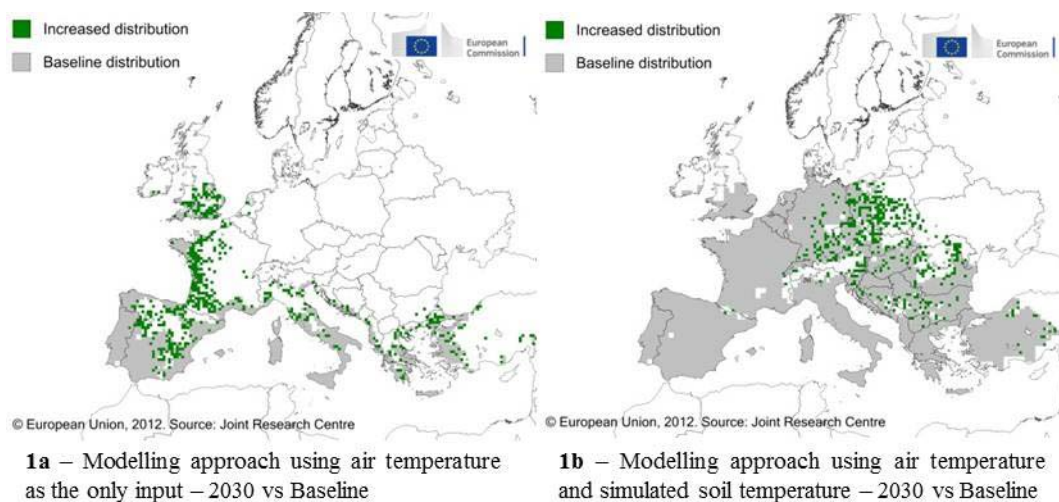 Increased distribution
Baseline distribution
European
Commission
© European Union, 2012. Source: Joint Research Centre
1a – Modelling approach using air temperature
as the only input – 2030 vs Baseline
Increased distribution
Baseline distribution
European
Commission
© European Union, 2012. Source: Joint Research Centre
1b – Modelling approach using air temperature
and simulated soil temperature – 2030 vs Baseline